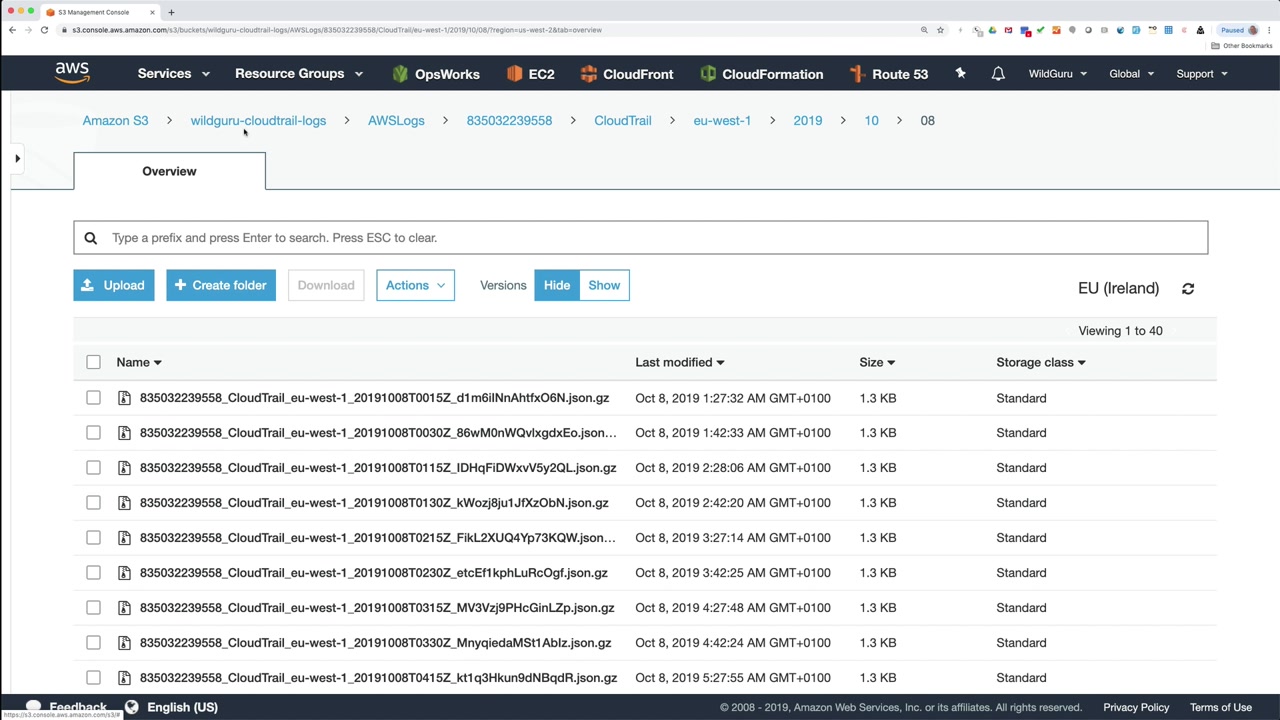 S3 Management Console
s3.console.aws.amazon.com/s3/buckets/wildguru-cloudtrail-logs/AWSLogs/835032239558/CloudTrail/eu-west-1/2019/10/08/?region=us-west-2&tab=overview
Paused
Other Bookmarks
aws Services Resource Groups OpsWorks EC2 CloudFront CloudFormation Route 53 WildGuru Global Support
Amazon S3 > wildguru-cloudtrail-logs > AWSLogs > 835032239558 > CloudTrail > eu-west-1 > 2019 > 10 > 08
Overview
Type a prefix and press Enter to search. Press ESC to clear.
Upload + Create folder Download Actions Versions Hide Show EU (Ireland)
Viewing 1 to 40
Name Last modified Size Storage class
835032239558_CloudTrail_eu-west-1_20191008T0015Z_d1m6ilNnAhtfxO6N.json.gz Oct 8, 2019 1:27:32 AM GMT+0100 1.3 KB Standard
835032239558_CloudTrail_eu-west-1_20191008T0030Z_86wM0nWQvlxgdxEo.json... Oct 8, 2019 1:42:33 AM GMT+0100 1.3 KB Standard
835032239558_CloudTrail_eu-west-1_20191008T0115Z_IDHqFiDWxvV5y2QL.json.gz Oct 8, 2019 2:28:06 AM GMT+0100 1.3 KB Standard
835032239558_CloudTrail_eu-west-1_20191008T0130Z_kWozj8ju1JfXzObN.json.gz Oct 8, 2019 2:42:20 AM GMT+0100 1.3 KB Standard
835032239558_CloudTrail_eu-west-1_20191008T0215Z_FikL2XUQ4Yp73KQW.json... Oct 8, 2019 3:27:14 AM GMT+0100 1.3 KB Standard
835032239558_CloudTrail_eu-west-1_20191008T0230Z_etcEf1kphLuRcOgf.json.gz Oct 8, 2019 3:42:25 AM GMT+0100 1.3 KB Standard
835032239558_CloudTrail_eu-west-1_20191008T0315Z_MV3Vzj9PHcGinLZp.json.gz Oct 8, 2019 4:27:48 AM GMT+0100 1.3 KB Standard
835032239558_CloudTrail_eu-west-1_20191008T0330Z_MnyqiedaMSt1AbIz.json.gz Oct 8, 2019 4:42:24 AM GMT+0100 1.3 KB Standard
835032239558_CloudTrail_eu-west-1_20191008T0415Z_kt1q3Hkun9dNBqdR.json.gz Oct 8, 2019 5:27:55 AM GMT+0100 1.3 KB Standard
Feedback English (US) © 2008 - 2019, Amazon Web Services, Inc. or its affiliates. All rights reserved. Privacy Policy Terms of Use
https://s3.console.aws.amazon.com/s3/#